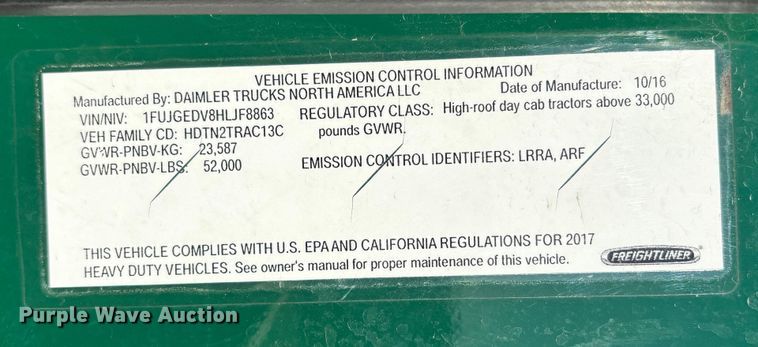 VEHICLE EMISSION CONTROL INFORMATION
Manufactured By: DAIMLER TRUCKS NORTH AMERICA LLC Date of Manufacture: 10/16
VIN/NIV: 1FUJGEDV8HLJF8863 REGULATORY CLASS: High-roof day cab tractors above 33,000
VEH FAMILY CD: HDTN2TRAC13C pounds GVWR.
GVWR-PNBV-KG: 23,587
GVWR-PNBV-LBS: 52,000 EMISSION CONTROL IDENTIFIERS: LRRA, ARF
THIS VEHICLE COMPLIES WITH U.S. EPA AND CALIFORNIA REGULATIONS FOR 2017
HEAVY DUTY VEHICLES. See owner's manual for proper maintenance of this vehicle.
FREIGHTLINER
Purple Wave Auction